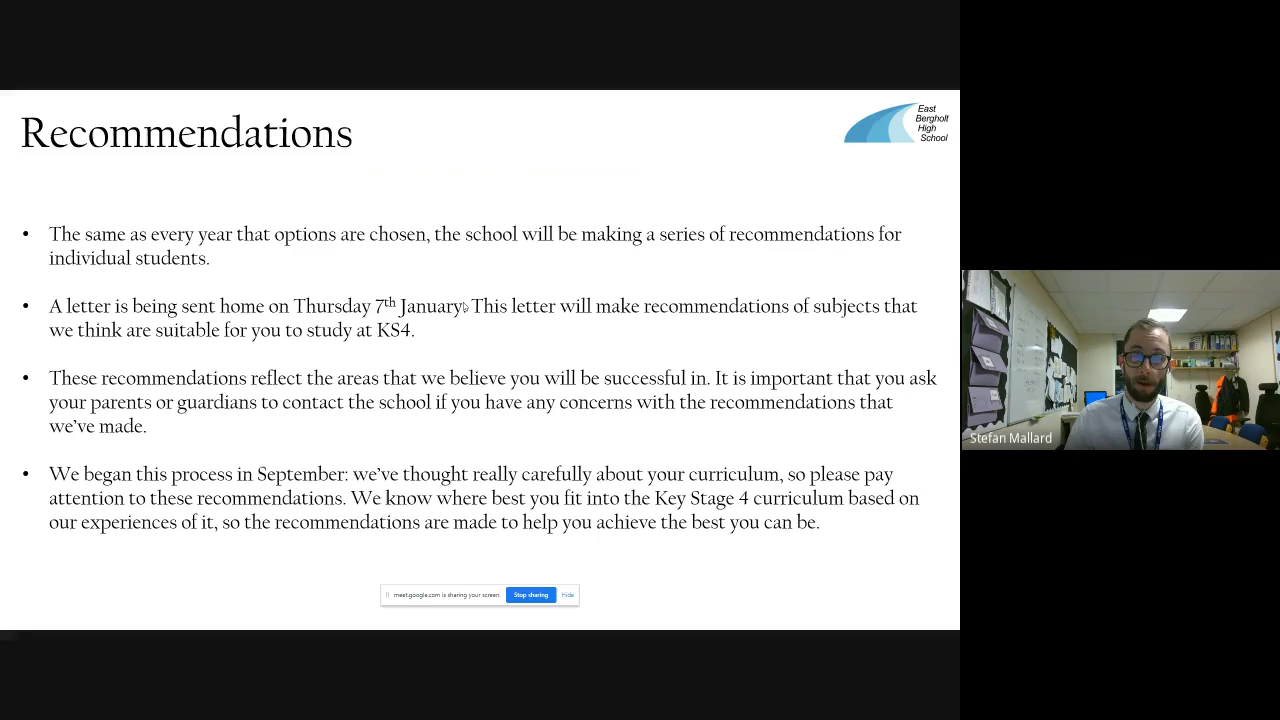 Recommendations
East
Bergholt
High
School
• The same as every year that options are chosen, the school will be making a series of recommendations for
individual students.
• A letter is being sent home on Thursday 7th January. This letter will make recommendations of subjects that
we think are suitable for you to study at KS4.
• These recommendations reflect the areas that we believe you will be successful in. It is important that you ask
your parents or guardians to contact the school if you have any concerns with the recommendations that
we've made.
• We began this process in September: we've thought really carefully about your curriculum, so please pay
attention to these recommendations. We know where best you fit into the Key Stage 4 curriculum based on
our experiences of it, so the recommendations are made to help you achieve the best you can be.
meet.google.com is sharing your screen. Stop sharing Hide
Stefan Mallard